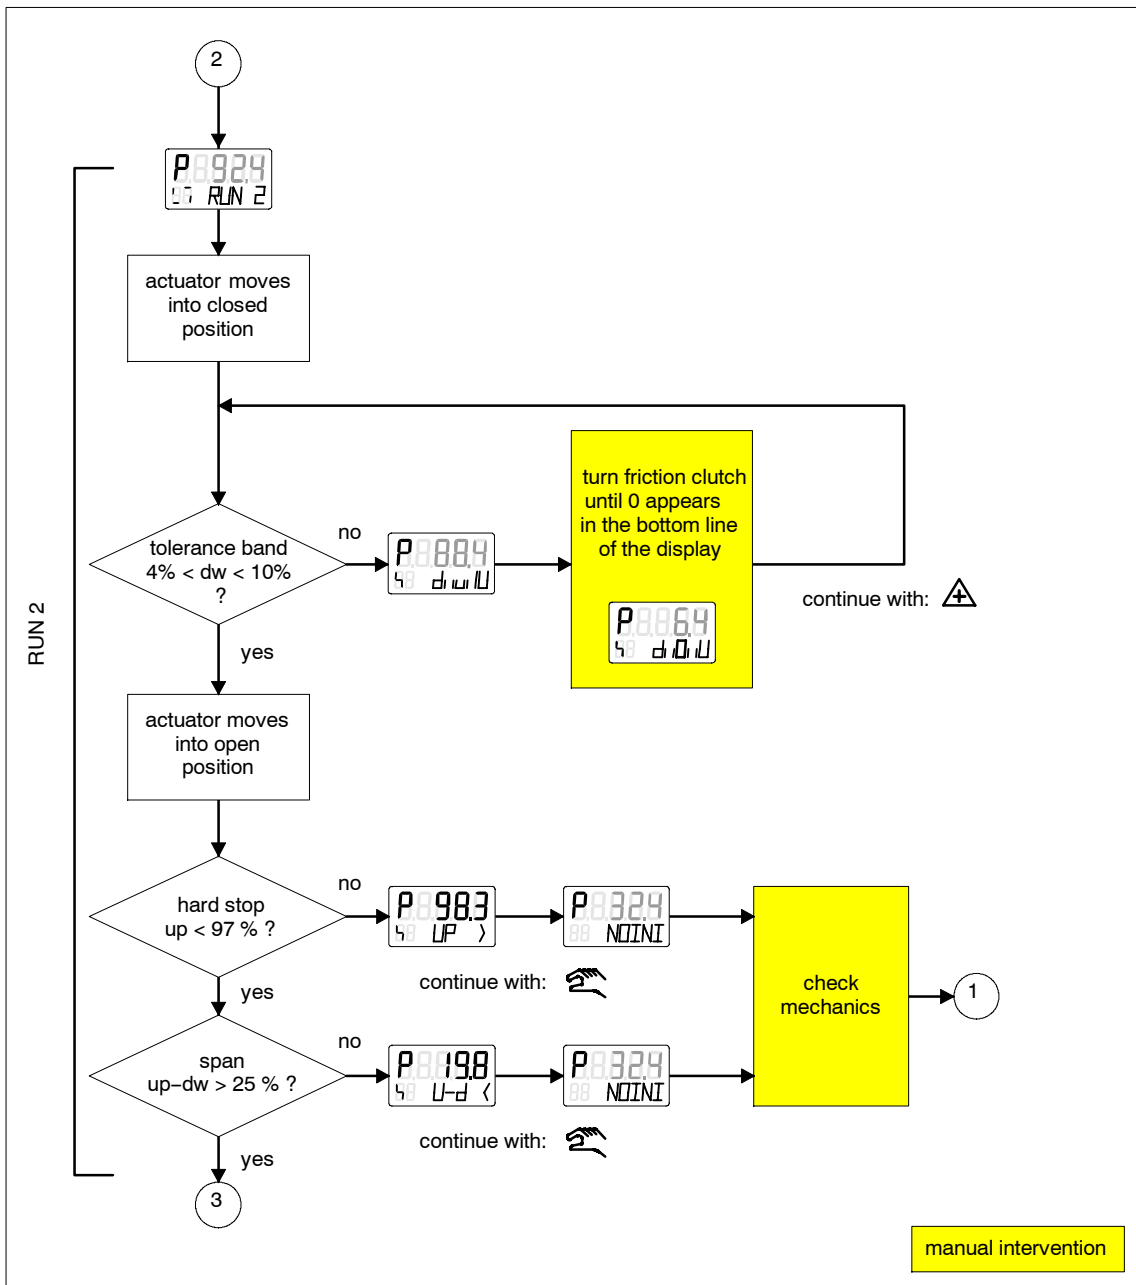 2
P 92.4
RUN 2
actuator moves
into closed
position
turn friction clutch
until 0 appears
in the bottom line
of the display
no
P 88.4
tolerance band
4% < dw < 10%
?
continue with:
P 6.4
RUN 2
yes
actuator moves
into open
position
no
P 98.3
UP >
P 32.4
NOINI
hard stop
up < 97 % ?
continue with:
check
mechanics
1
yes
no
P 19.8
U-d <
P 32.4
NOINI
span
up-dw > 25 % ?
continue with:
yes
3
manual intervention